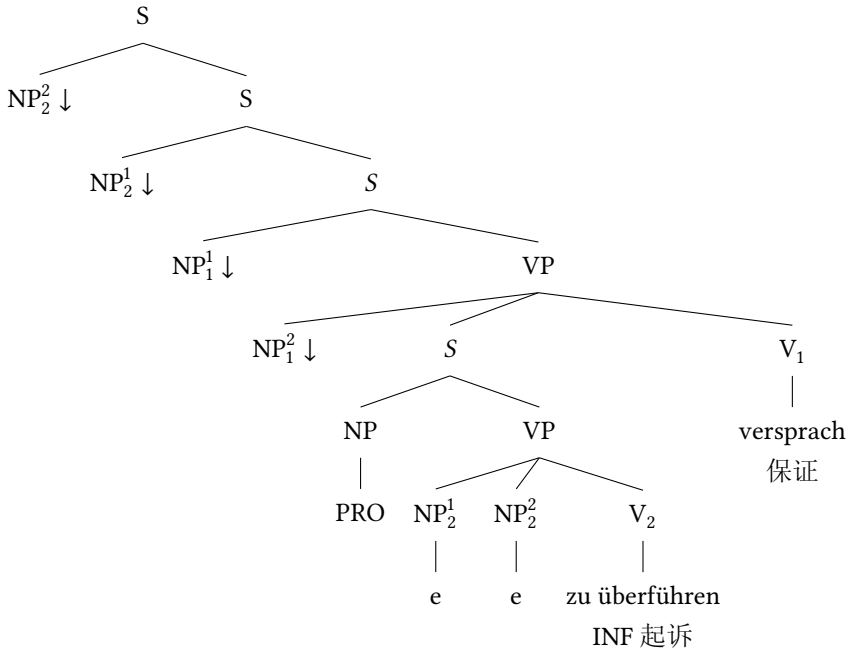 S
NP₂² ↓ S
NP₂¹ ↓ S
NP₁¹ ↓ VP
NP₁² ↓ S V₁
NP VP versprach
保证
PRO NP₂¹ NP₂² V₂
e e zu überführen
INF 起诉